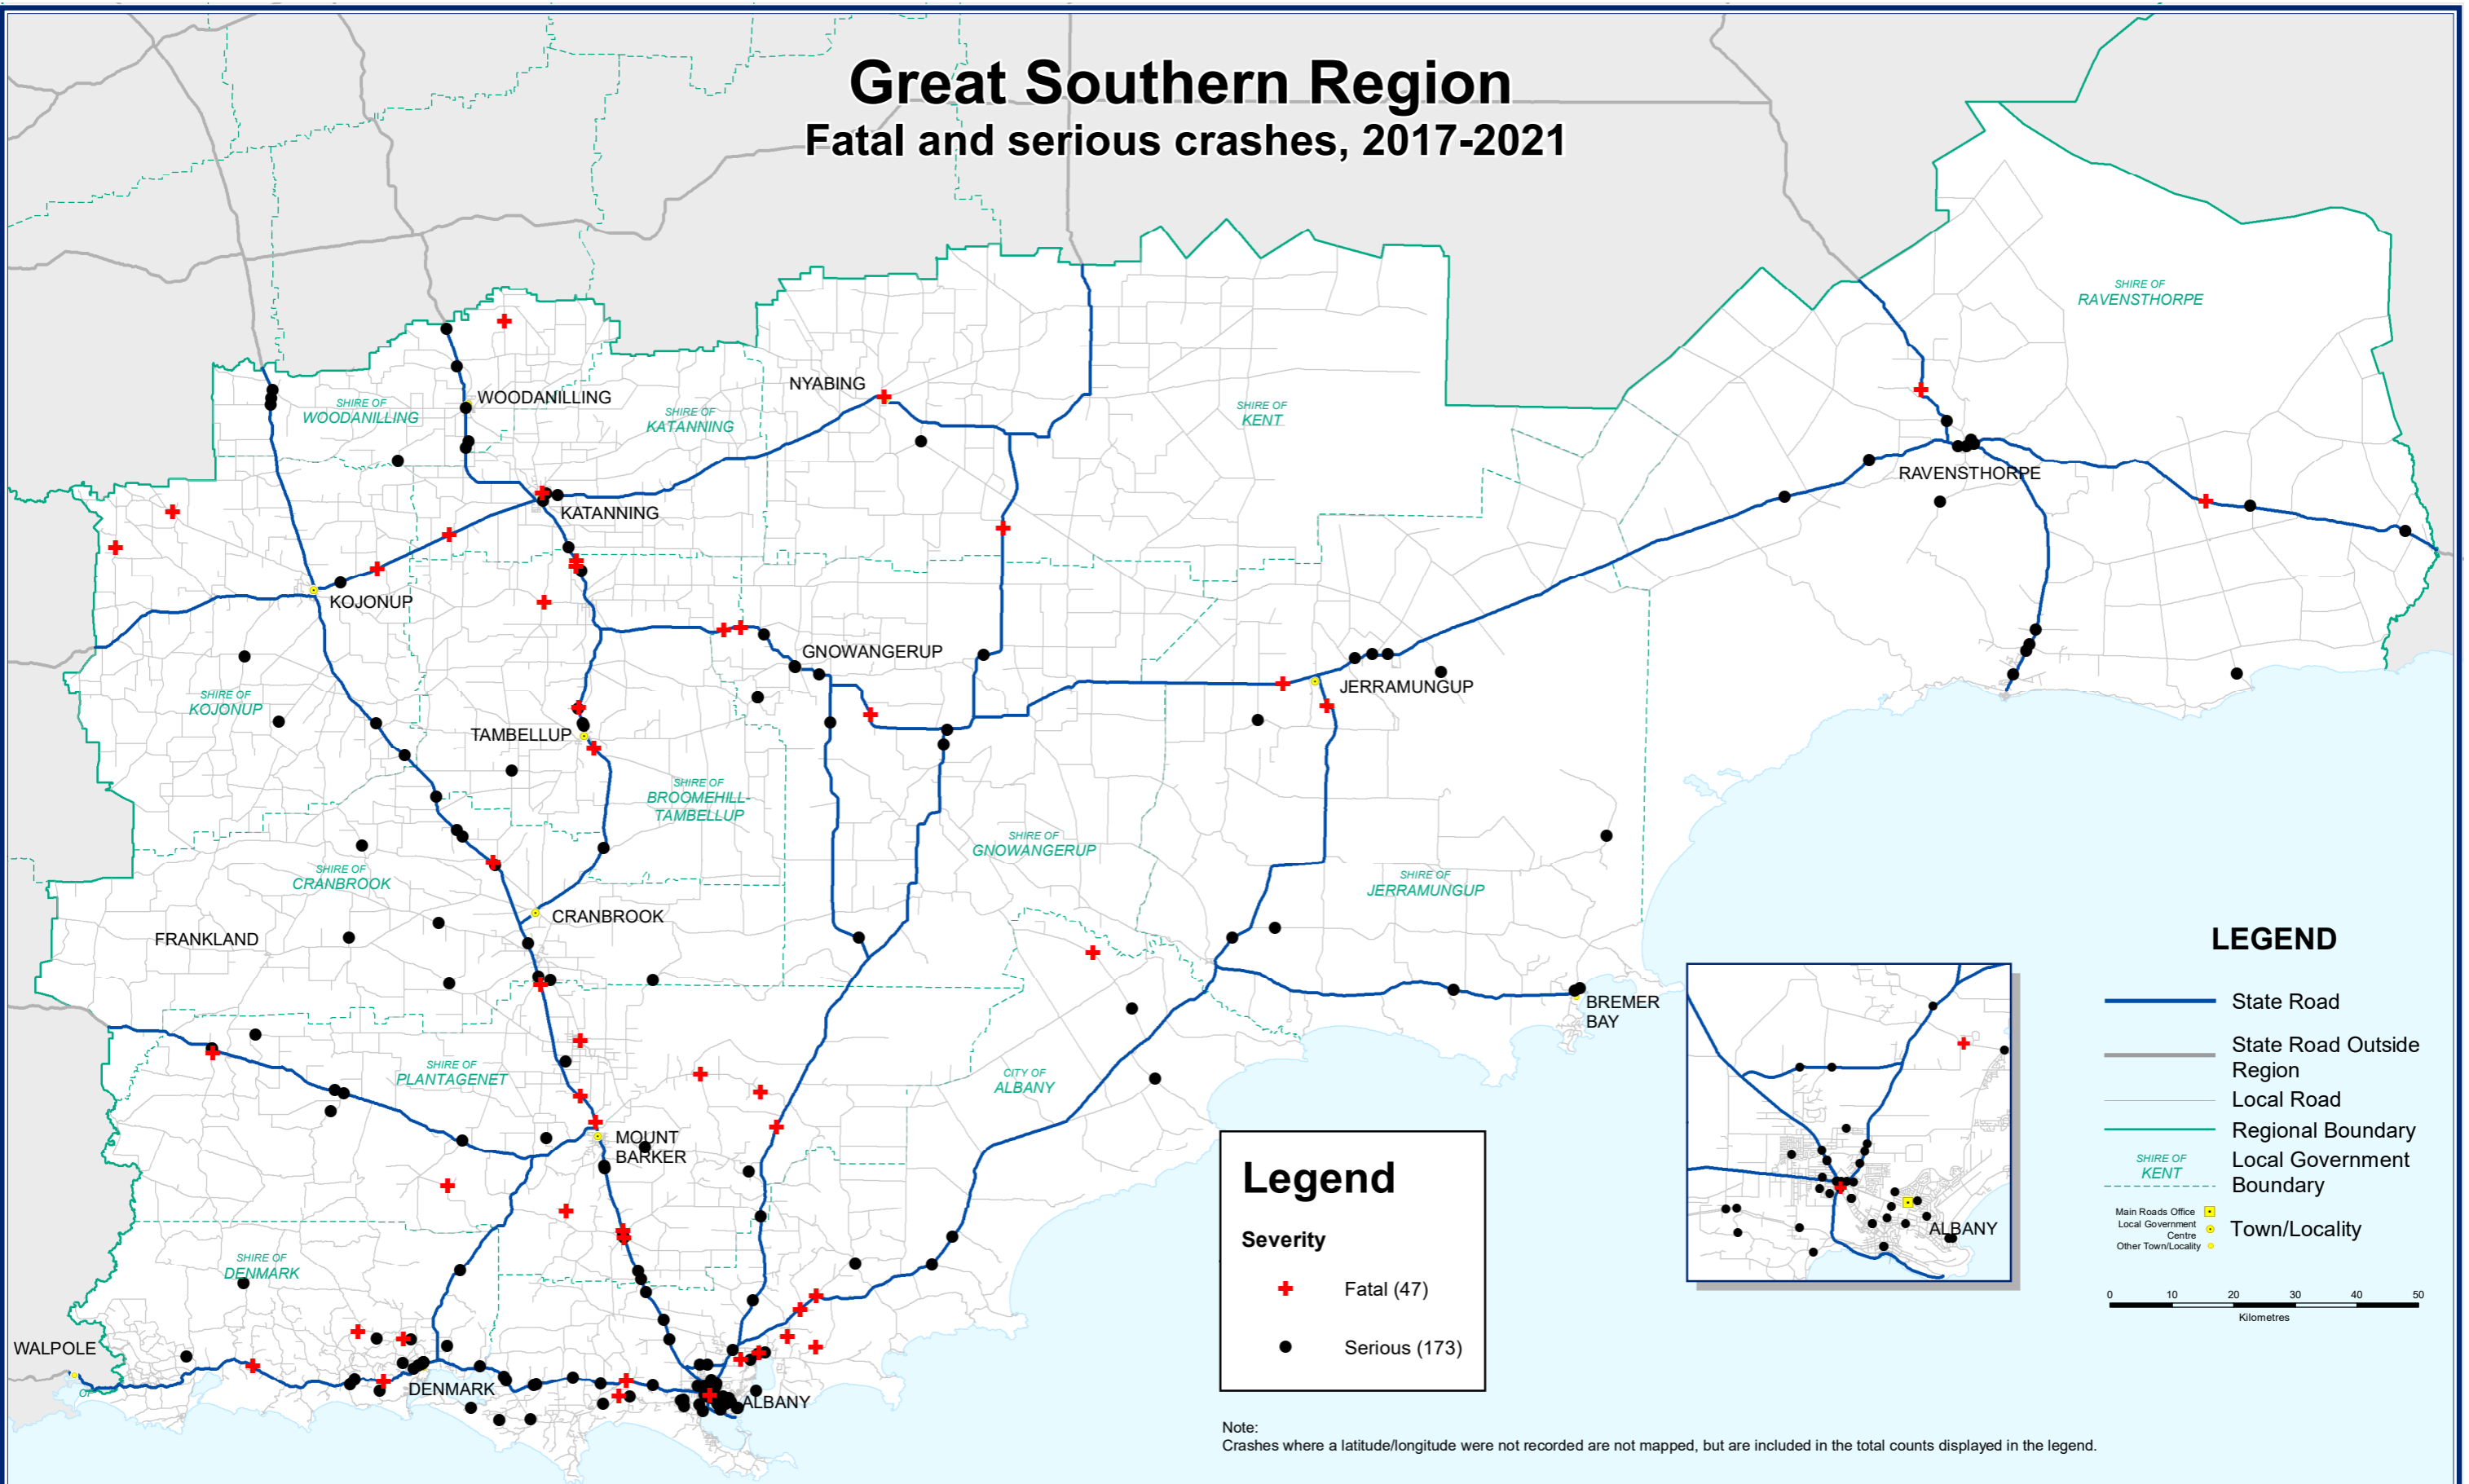 Great Southern Region
Fatal and serious crashes, 2017-2021
SHIRE OF
RAVENSTHORPE
NYABING
WOODANILLING
SHIRE OF
WOODANILLING
SHIRE OF
KATANNING
SHIRE OF
KENT
RAVENSTHORPE
KATANNING
KOJONUP
GNOWANGERUP
JERRAMUNGUP
SHIRE OF
KOJONUP
TAMBELLUP
SHIRE OF
BROOMEHILL-
TAMBELLUP
SHIRE OF
GNOWANGERUP
SHIRE OF
CRANBROOK
SHIRE OF
JERRAMUNGUP
CRANBROOK
FRANKLAND
BREMER
BAY
SHIRE OF
PLANTAGENET
CITY OF
ALBANY
MOUNT
BARKER
SHIRE OF
DENMARK
WALPOLE
OF
DENMARK
ALBANY
ALBANY
Legend
Severity
Fatal (47)
Serious (173)
LEGEND
State Road
State Road Outside
Region
Local Road
Regional Boundary
SHIRE OF
KENT
Local Government
Boundary
Main Roads Office
Local Government
Centre
Other Town/Locality
Town/Locality
0 10 20 30 40 50
Kilometres
Note:
Crashes where a latitude/longitude were not recorded are not mapped, but are included in the total counts displayed in the legend.